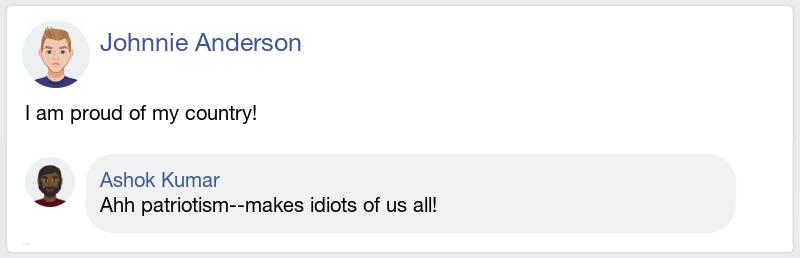 Johnnie Anderson
I am proud of my country!
Ashok Kumar
Ahh patriotism--makes idiots of us all!